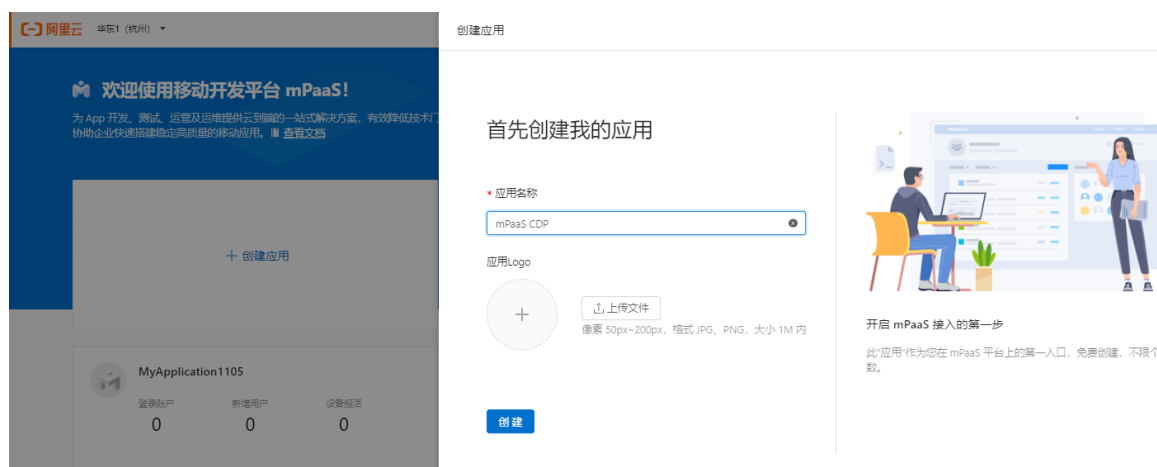 阿里云 华东1（杭州）
创建应用
欢迎使用移动开发平台 mPaaS！
为 App 开发、测试、运营及运维提供云到端的一站式解决方案，有效降低技术门
协助企业快速搭建稳定高质量的移动应用。 查看文档
+ 创建应用
MyApplication1105
登录账户 新增用户 设备报活
0 0 0
首先创建我的应用
* 应用名称
mPaaS CDP
应用Logo
上传文件
像素 50px~200px，格式 JPG、PNG，大小 1M 内
创建
开启 mPaaS 接入的第一步
此“应用”作为您在 mPaaS 平台上的第一入口，免费创建，不限个
数。